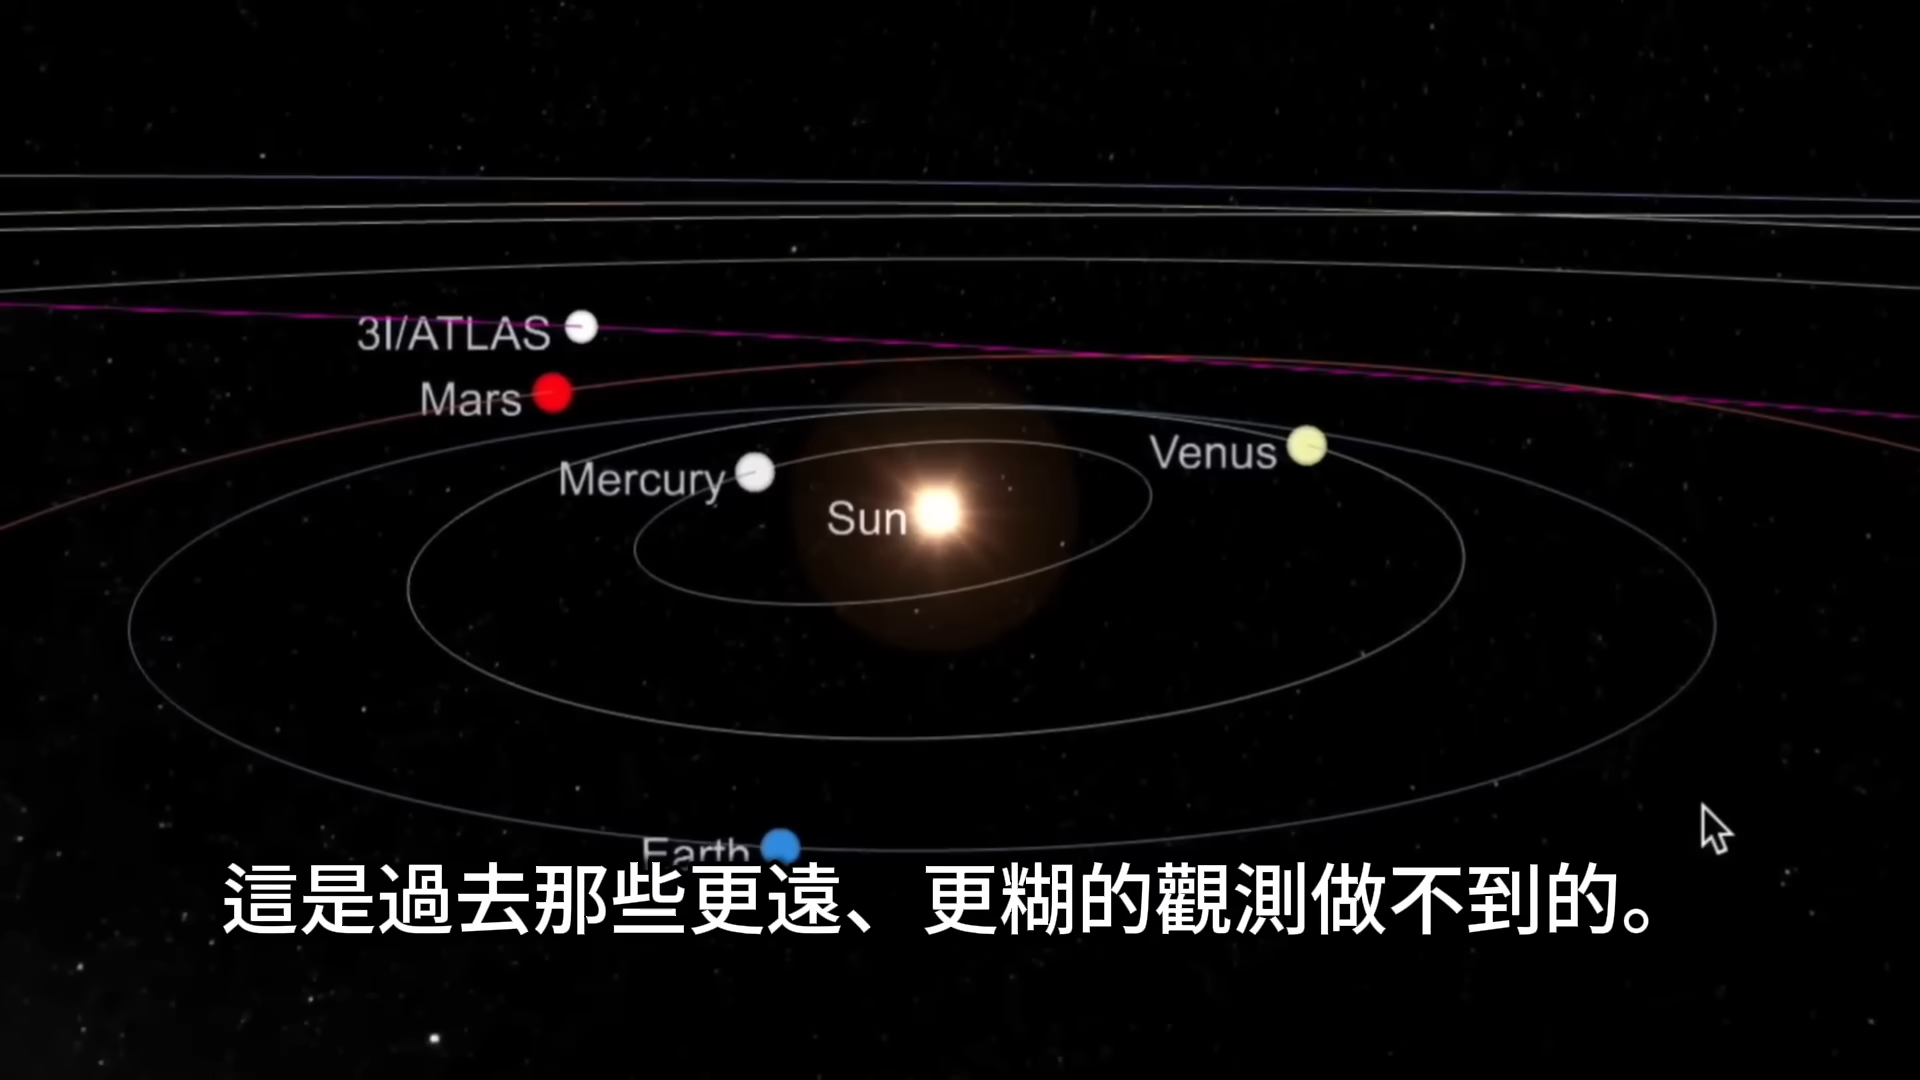 3I/ATLAS
Mars
Mercury
Venus
Sun
Earth
這是過去那些更遠、更糊的觀測做不到的。